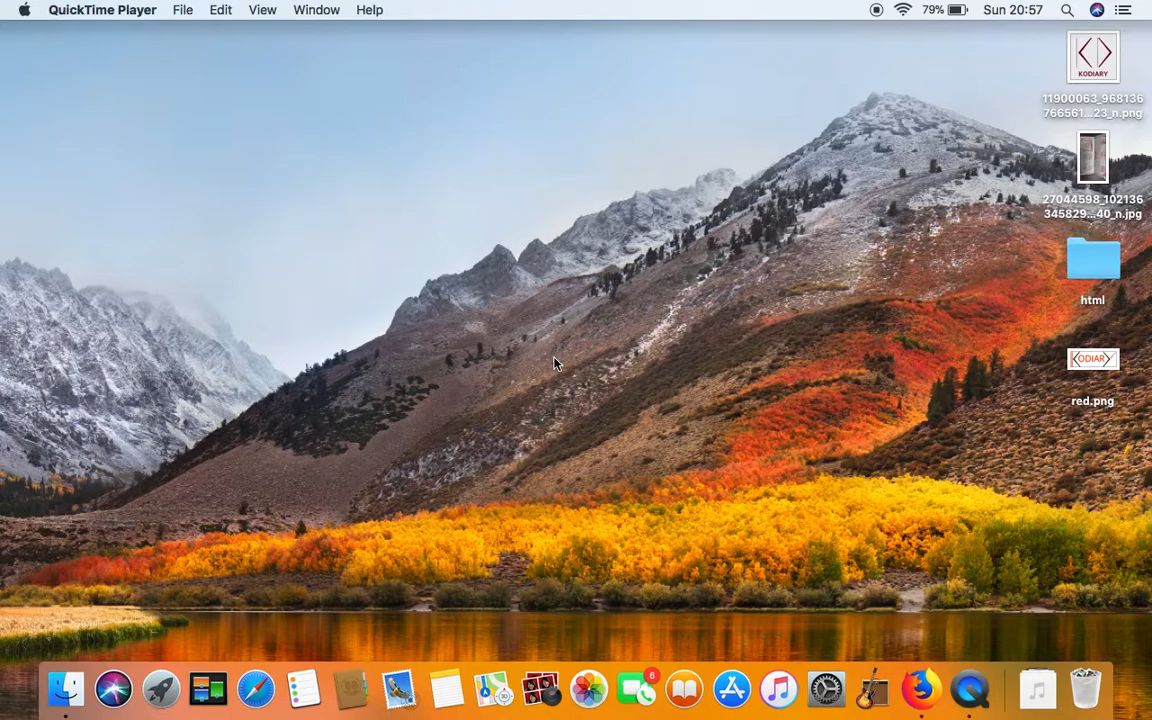 QuickTime Player File Edit View Window Help 79% Sun 20:57
KODIARY
11900063_968136
766561...23_n.png
27044598_102136
345829...40_n.jpg
html
KODIARY
red.png
6